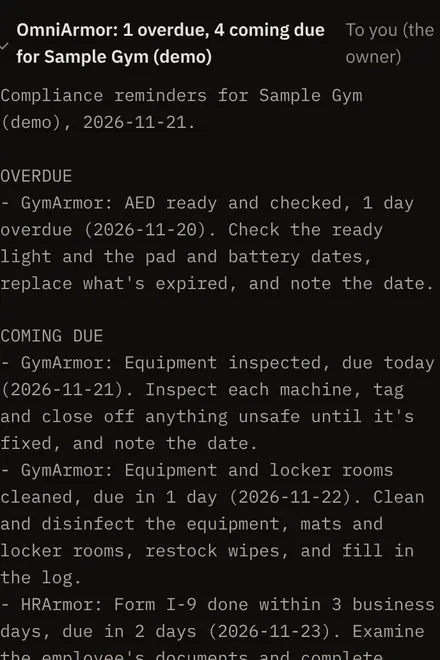 OmniArmor: 1 overdue, 4 coming due
for Sample Gym (demo)
To you (the
owner)
Compliance reminders for Sample Gym
(demo), 2026-11-21.
OVERDUE
- GymArmor: AED ready and checked, 1 day
overdue (2026-11-20). Check the ready
light and the pad and battery dates,
replace what's expired, and note the date.
COMING DUE
- GymArmor: Equipment inspected, due today
(2026-11-21). Inspect each machine, tag
and close off anything unsafe until it's
fixed, and note the date.
- GymArmor: Equipment and locker rooms
cleaned, due in 1 day (2026-11-22). Clean
and disinfect the equipment, mats and
locker rooms, restock wipes, and fill in
the log.
- HRArmor: Form I-9 done within 3 business
days, due in 2 days (2026-11-23). Examine
the employee's documents and complete